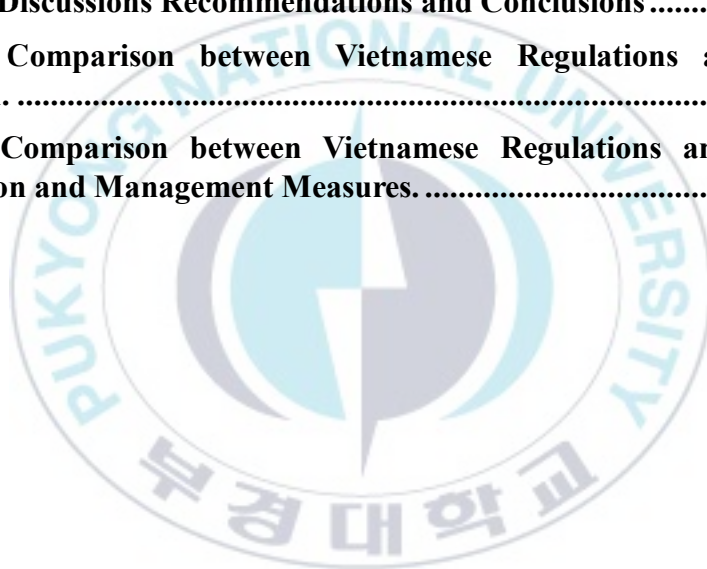 Discussions Recommendations and Conclusions .......
Comparison between Vietnamese Regulations a
. ....................................................................................
Comparison between Vietnamese Regulations an
on and Management Measures. ..................................
PUKYONG NATIONAL UNIVERSITY
부경대학교